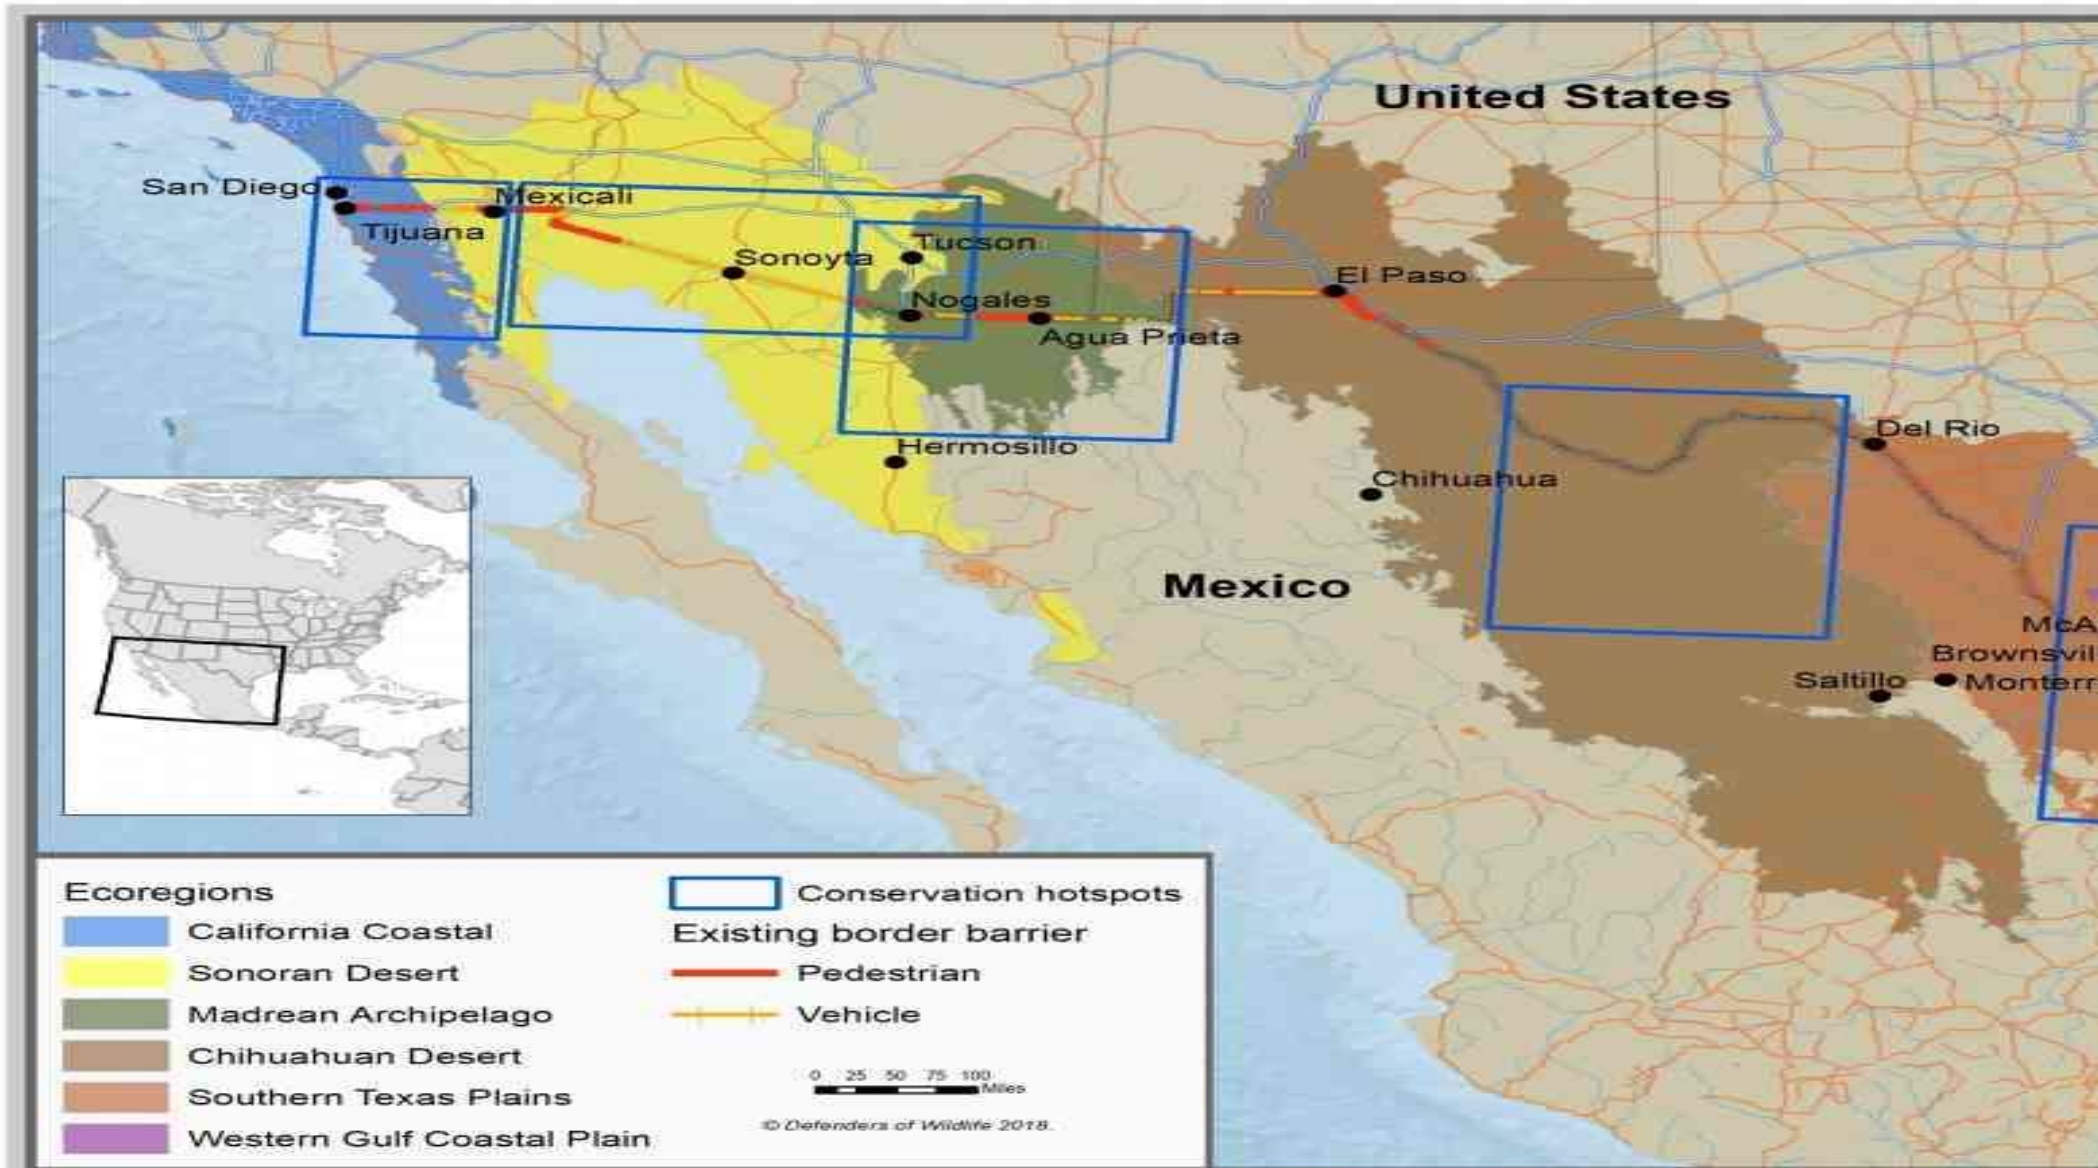 United States
San Diego
Mexicali
Tijuana
Tucson
Sonoyta
El Paso
Nogales
Agua Prieta
Del Rio
Hermosillo
Chihuahua
Mexico
McA
Brownsvil
Saltillo
Monterr
Ecoregions
California Coastal
Sonoran Desert
Madrean Archipelago
Chihuahuan Desert
Southern Texas Plains
Western Gulf Coastal Plain
Conservation hotspots
Existing border barrier
Pedestrian
Vehicle
0 25 50 75 100
Miles
© Defenders of Wildlife 2018.